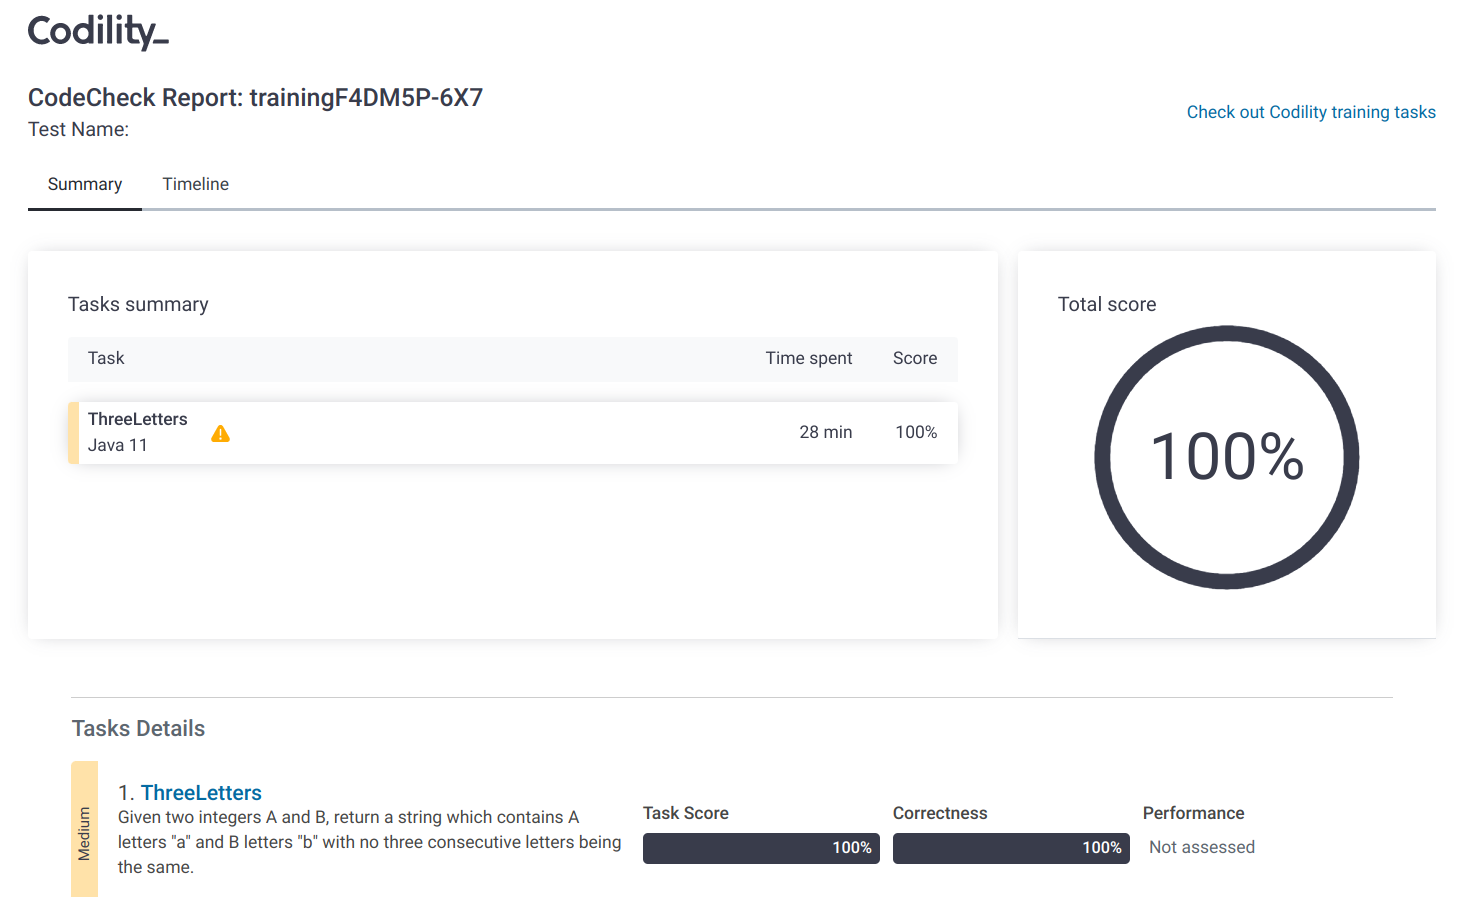 Codility_
CodeCheck Report: trainingF4DM5P-6X7
Test Name:
Check out Codility training tasks
Summary Timeline
Tasks summary
Task Time spent Score
ThreeLetters
Java 11
28 min 100%
Total score
100%
Tasks Details
Medium
1. ThreeLetters
Given two integers A and B, return a string which contains A
letters "a" and B letters "b" with no three consecutive letters being
the same.
Task Score
100%
Correctness
100%
Performance
Not assessed